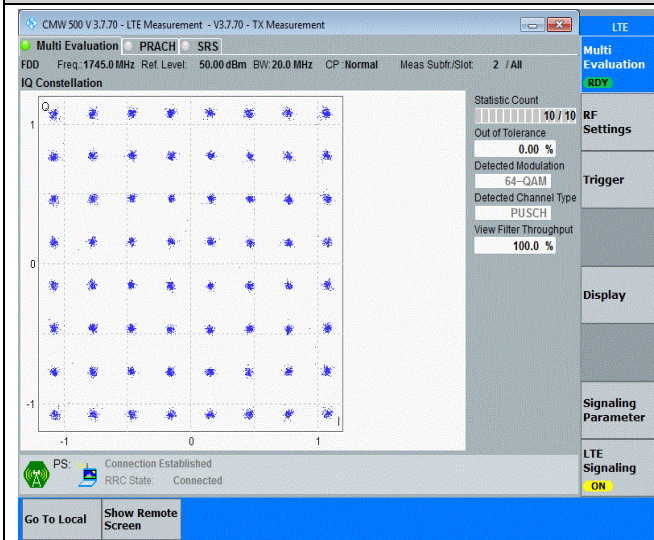 CMW 500 V 3.7.70 - LTE Measurement - V3.7.70 - TX Measurement
LTE
Multi Evaluation PRACH SRS
Multi
Evaluation
RDY
FDD Freq.:1745.0 MHz Ref. Level: 50.00 dBm BW:20.0 MHz CP :Normal Meas Subfr./Slot: 2 / All
IQ Constellation
Q
1
0
-1
-1 0 1
I
Statistic Count
10 / 10
Out of Tolerance
0.00 %
Detected Modulation
64-QAM
Detected Channel Type
PUSCH
View Filter Throughput
100.0 %
RF
Settings
Trigger
Display
Signaling
Parameter
LTE
Signaling
ON
PS: Connection Established
RRC State: Connected
Go To Local
Show Remote
Screen